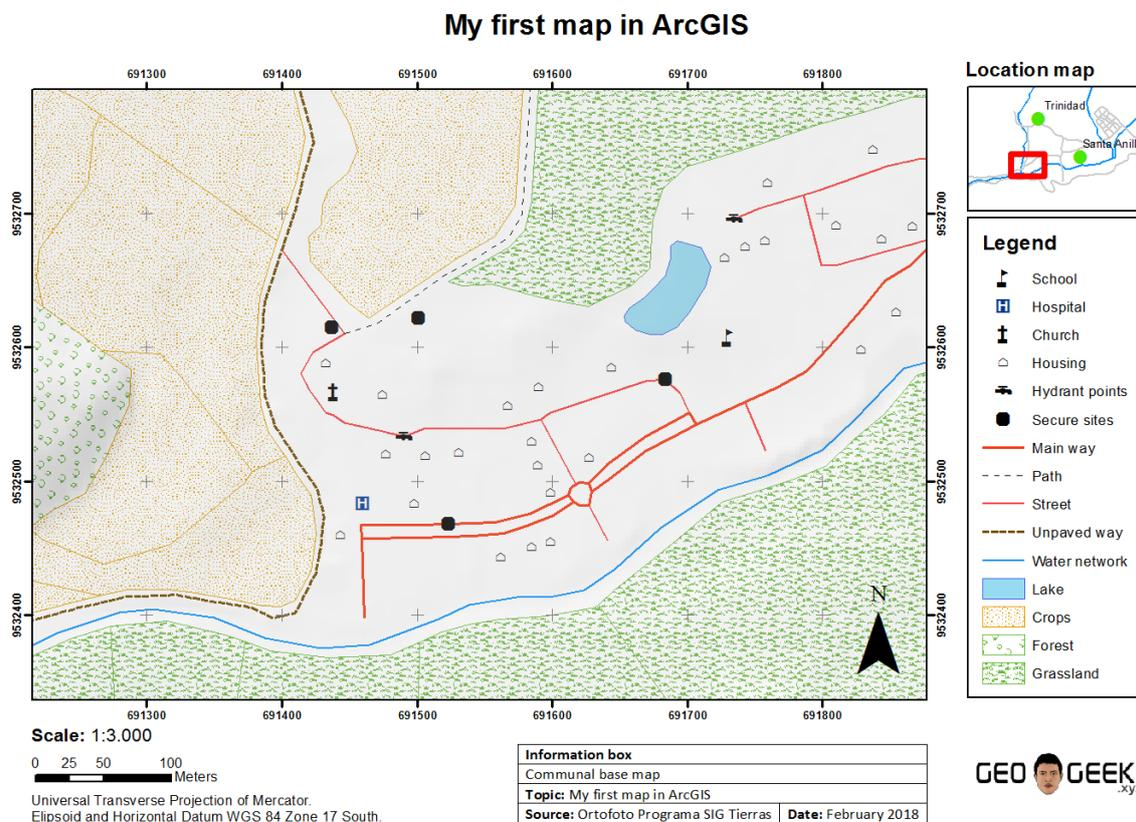 My first map in ArcGIS
691300 691400 691500 691600 691700 691800
Location map
Trinidad
Santa Anill
9532700 9532700
9532600 9532600
9532500 9532500
9532400 9532400
N
691300 691400 691500 691600 691700 691800
Legend
School
H Hospital
Church
Housing
Hydrant points
Secure sites
Main way
Path
Street
Unpaved way
Water network
Lake
Crops
Forest
Grassland
H
Scale: 1:3.000
0 25 50 100
Meters
Universal Transverse Projection of Mercator.
Elipsoid and Horizontal Datum WGS 84 Zone 17 South.
Information box
Communal base map
Topic: My first map in ArcGIS
Source: Ortofoto Programa SIG Tierras Date: February 2018
GEO GEEK
.xy